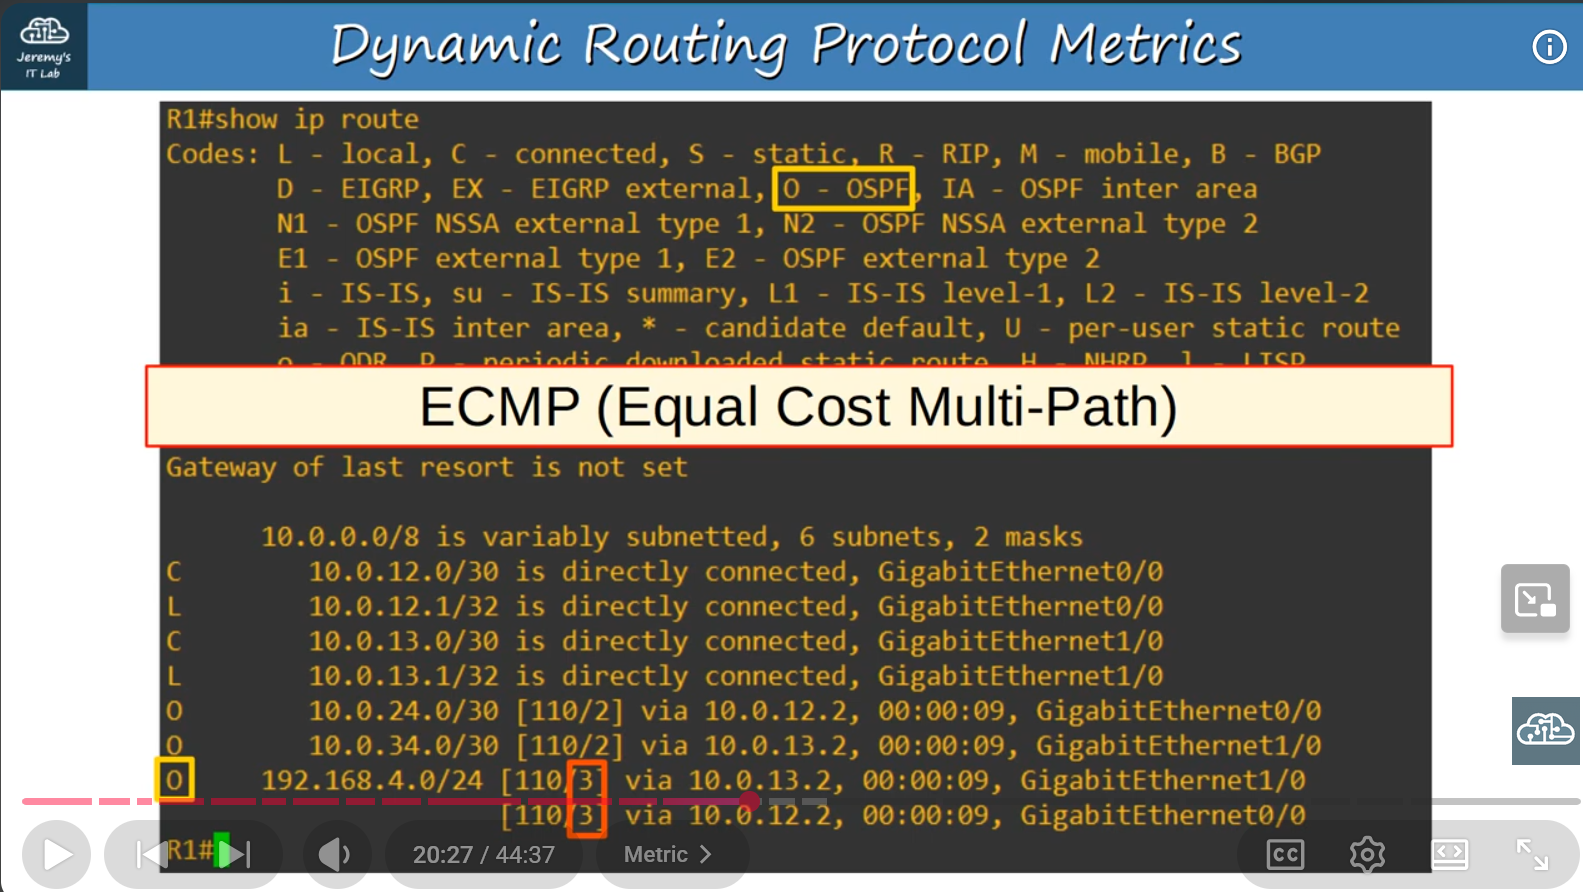 Jeremy's
IT Lab
Dynamic Routing Protocol Metrics
R1#show ip route
Codes: L - local, C - connected, S - static, R - RIP, M - mobile, B - BGP
D - EIGRP, EX - EIGRP external, O - OSPF, IA - OSPF inter area
N1 - OSPF NSSA external type 1, N2 - OSPF NSSA external type 2
E1 - OSPF external type 1, E2 - OSPF external type 2
i - IS-IS, su - IS-IS summary, L1 - IS-IS level-1, L2 - IS-IS level-2
ia - IS-IS inter area, * - candidate default, U - per-user static route
o - ODR, P - periodic downloaded static route, H - NHRP, l - LISP
ECMP (Equal Cost Multi-Path)
Gateway of last resort is not set
10.0.0.0/8 is variably subnetted, 6 subnets, 2 masks
C 10.0.12.0/30 is directly connected, GigabitEthernet0/0
L 10.0.12.1/32 is directly connected, GigabitEthernet0/0
C 10.0.13.0/30 is directly connected, GigabitEthernet1/0
L 10.0.13.1/32 is directly connected, GigabitEthernet1/0
O 10.0.24.0/30 [110/2] via 10.0.12.2, 00:00:09, GigabitEthernet0/0
O 10.0.34.0/30 [110/2] via 10.0.13.2, 00:00:09, GigabitEthernet1/0
O 192.168.4.0/24 [110/3] via 10.0.13.2, 00:00:09, GigabitEthernet1/0
[110/3] via 10.0.12.2, 00:00:09, GigabitEthernet0/0
R1#
20:27 / 44:37
Metric
CC